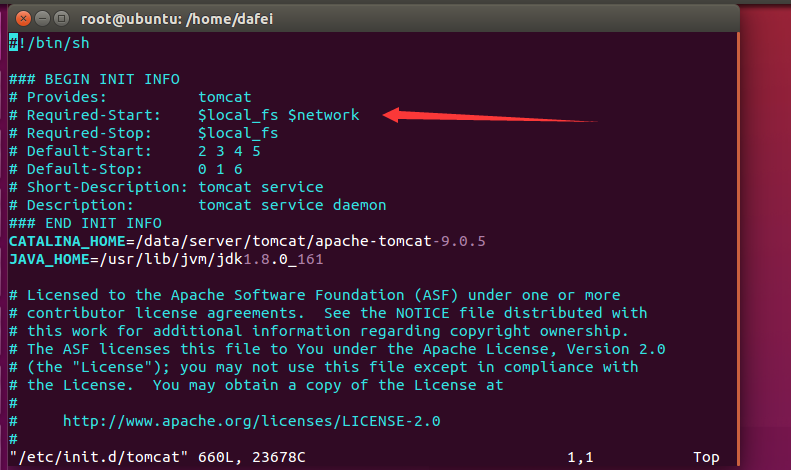 root@ubuntu: /home/dafei
#!/bin/sh
### BEGIN INIT INFO
# Provides:          tomcat
# Required-Start:    $local_fs $network
# Required-Stop:     $local_fs
# Default-Start:     2 3 4 5
# Default-Stop:      0 1 6
# Short-Description: tomcat service
# Description:       tomcat service daemon
### END INIT INFO
CATALINA_HOME=/data/server/tomcat/apache-tomcat-9.0.5
JAVA_HOME=/usr/lib/jvm/jdk1.8.0_161
# Licensed to the Apache Software Foundation (ASF) under one or more
# contributor license agreements.  See the NOTICE file distributed with
# this work for additional information regarding copyright ownership.
# The ASF licenses this file to You under the Apache License, Version 2.0
# (the "License"); you may not use this file except in compliance with
# the License.  You may obtain a copy of the License at
#
#     http://www.apache.org/licenses/LICENSE-2.0
#
"/etc/init.d/tomcat" 660L, 23678C                             1,1           Top